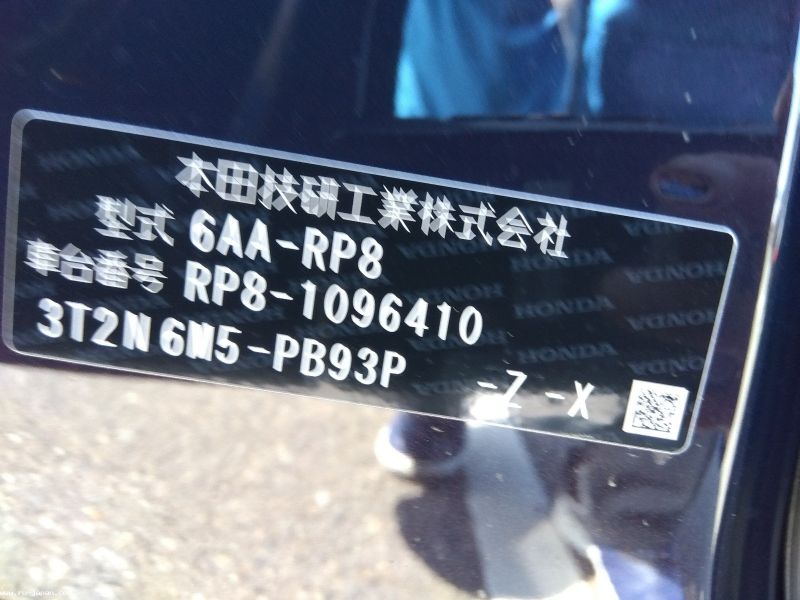 本田技研工業株式会社
型式 6AA-RP8
車台番号 RP8-1096410
3T2N6M5-PB93P -Z -X
HONDA